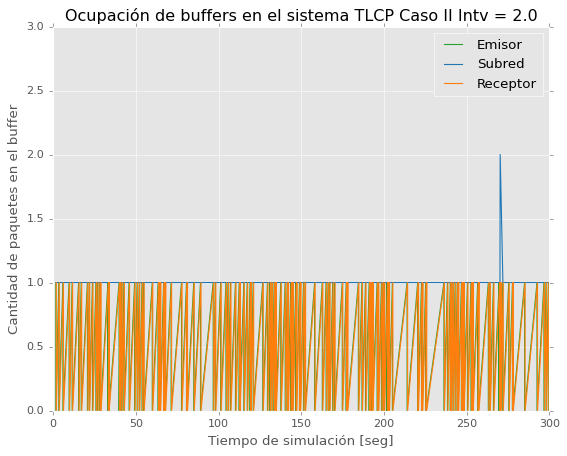 Ocupación de buffers en el sistema TLCP Caso II Intv = 2.0
Emisor
Subred
Receptor
Cantidad de paquetes en el buffer
3.0
2.5
2.0
1.5
1.0
0.5
0.0
0 50 100 150 200 250 300
Tiempo de simulación [seg]